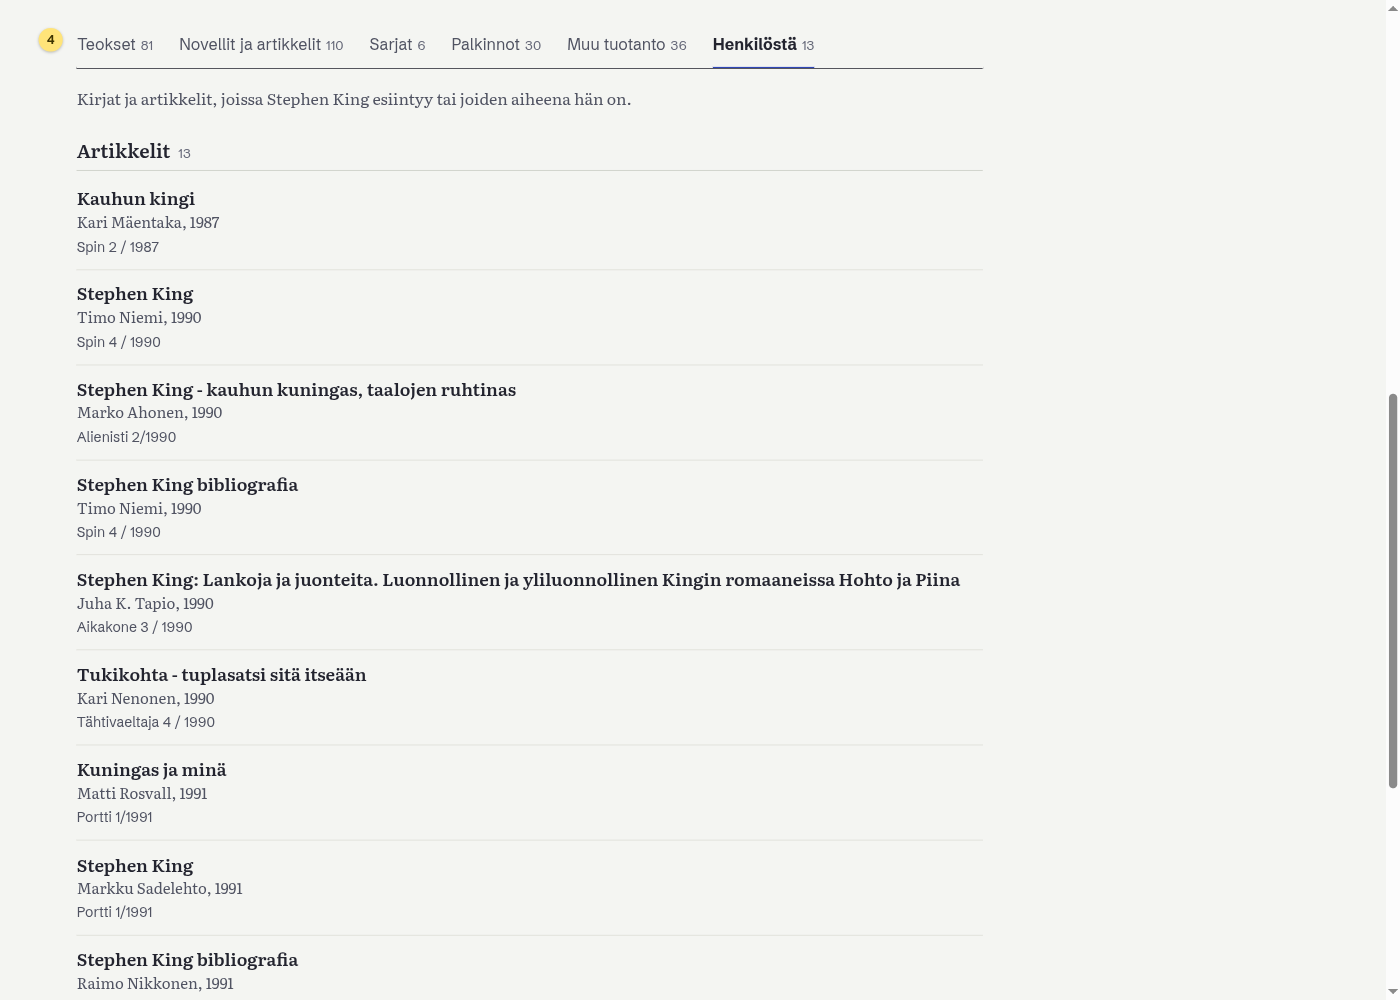 4
Teokset 81 Novellit ja artikkelit 110 Sarjat 6 Palkinnot 30 Muu tuotanto 36 Henkilöstä 13
Kirjat ja artikkelit, joissa Stephen King esiintyy tai joiden aiheena hän on.
Artikkelit 13
Kauhun kingi
Kari Mäentaka, 1987
Spin 2 / 1987
Stephen King
Timo Niemi, 1990
Spin 4 / 1990
Stephen King - kauhun kuningas, taalojen ruhtinas
Marko Ahonen, 1990
Alienisti 2/1990
Stephen King bibliografia
Timo Niemi, 1990
Spin 4 / 1990
Stephen King: Lankoja ja juonteita. Luonnollinen ja yliluonnollinen Kingin romaaneissa Hohto ja Piina
Juha K. Tapio, 1990
Aikakone 3 / 1990
Tukikohta - tuplasatsi sitä itseään
Kari Nenonen, 1990
Tähtivaeltaja 4 / 1990
Kuningas ja minä
Matti Rosvall, 1991
Portti 1/1991
Stephen King
Markku Sadelehto, 1991
Portti 1/1991
Stephen King bibliografia
Raimo Nikkonen, 1991